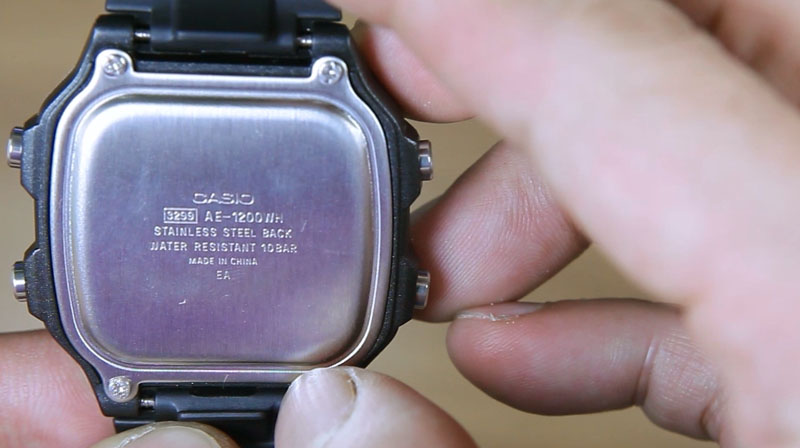 CASIO
3299 AE-1200WH
STAINLESS STEEL BACK
WATER RESISTANT 10BAR
MADE IN CHINA
EA